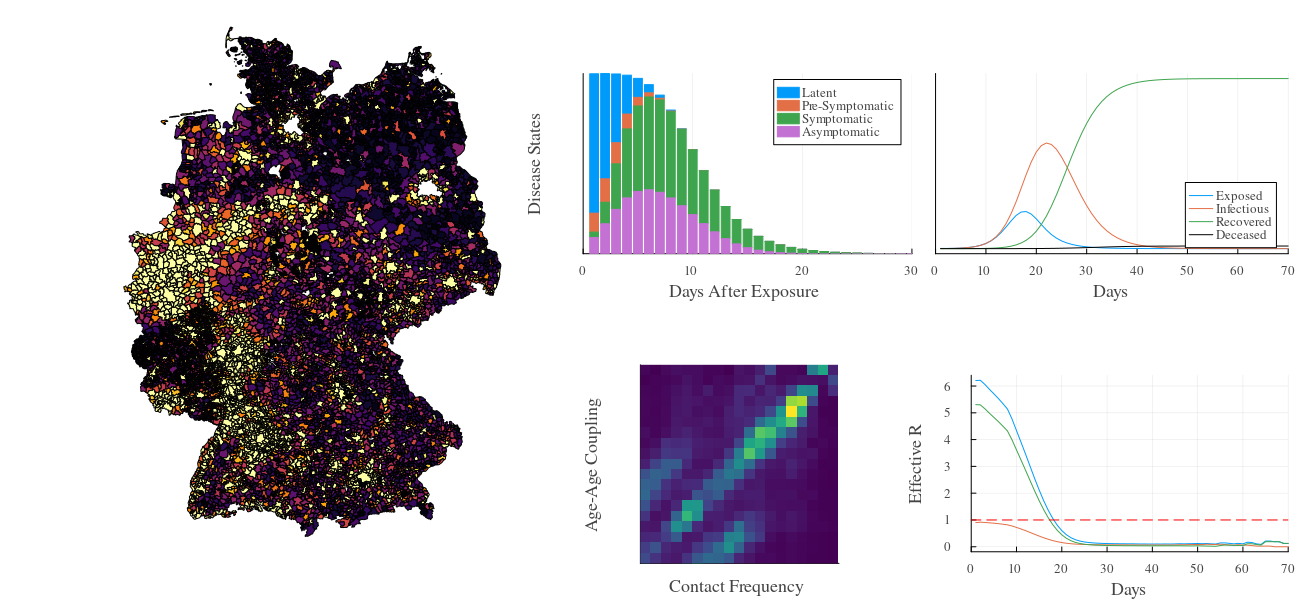 Disease States
Latent
Pre-Symptomatic
Symptomatic
Asymptomatic
0 10 20 30
Days After Exposure
Exposed
Infectious
Recovered
Deceased
0 10 20 30 40 50 60 70
Days
Age-Age Coupling
Contact Frequency
Effective R
6
5
4
3
2
1
0
0 10 20 30 40 50 60 70
Days